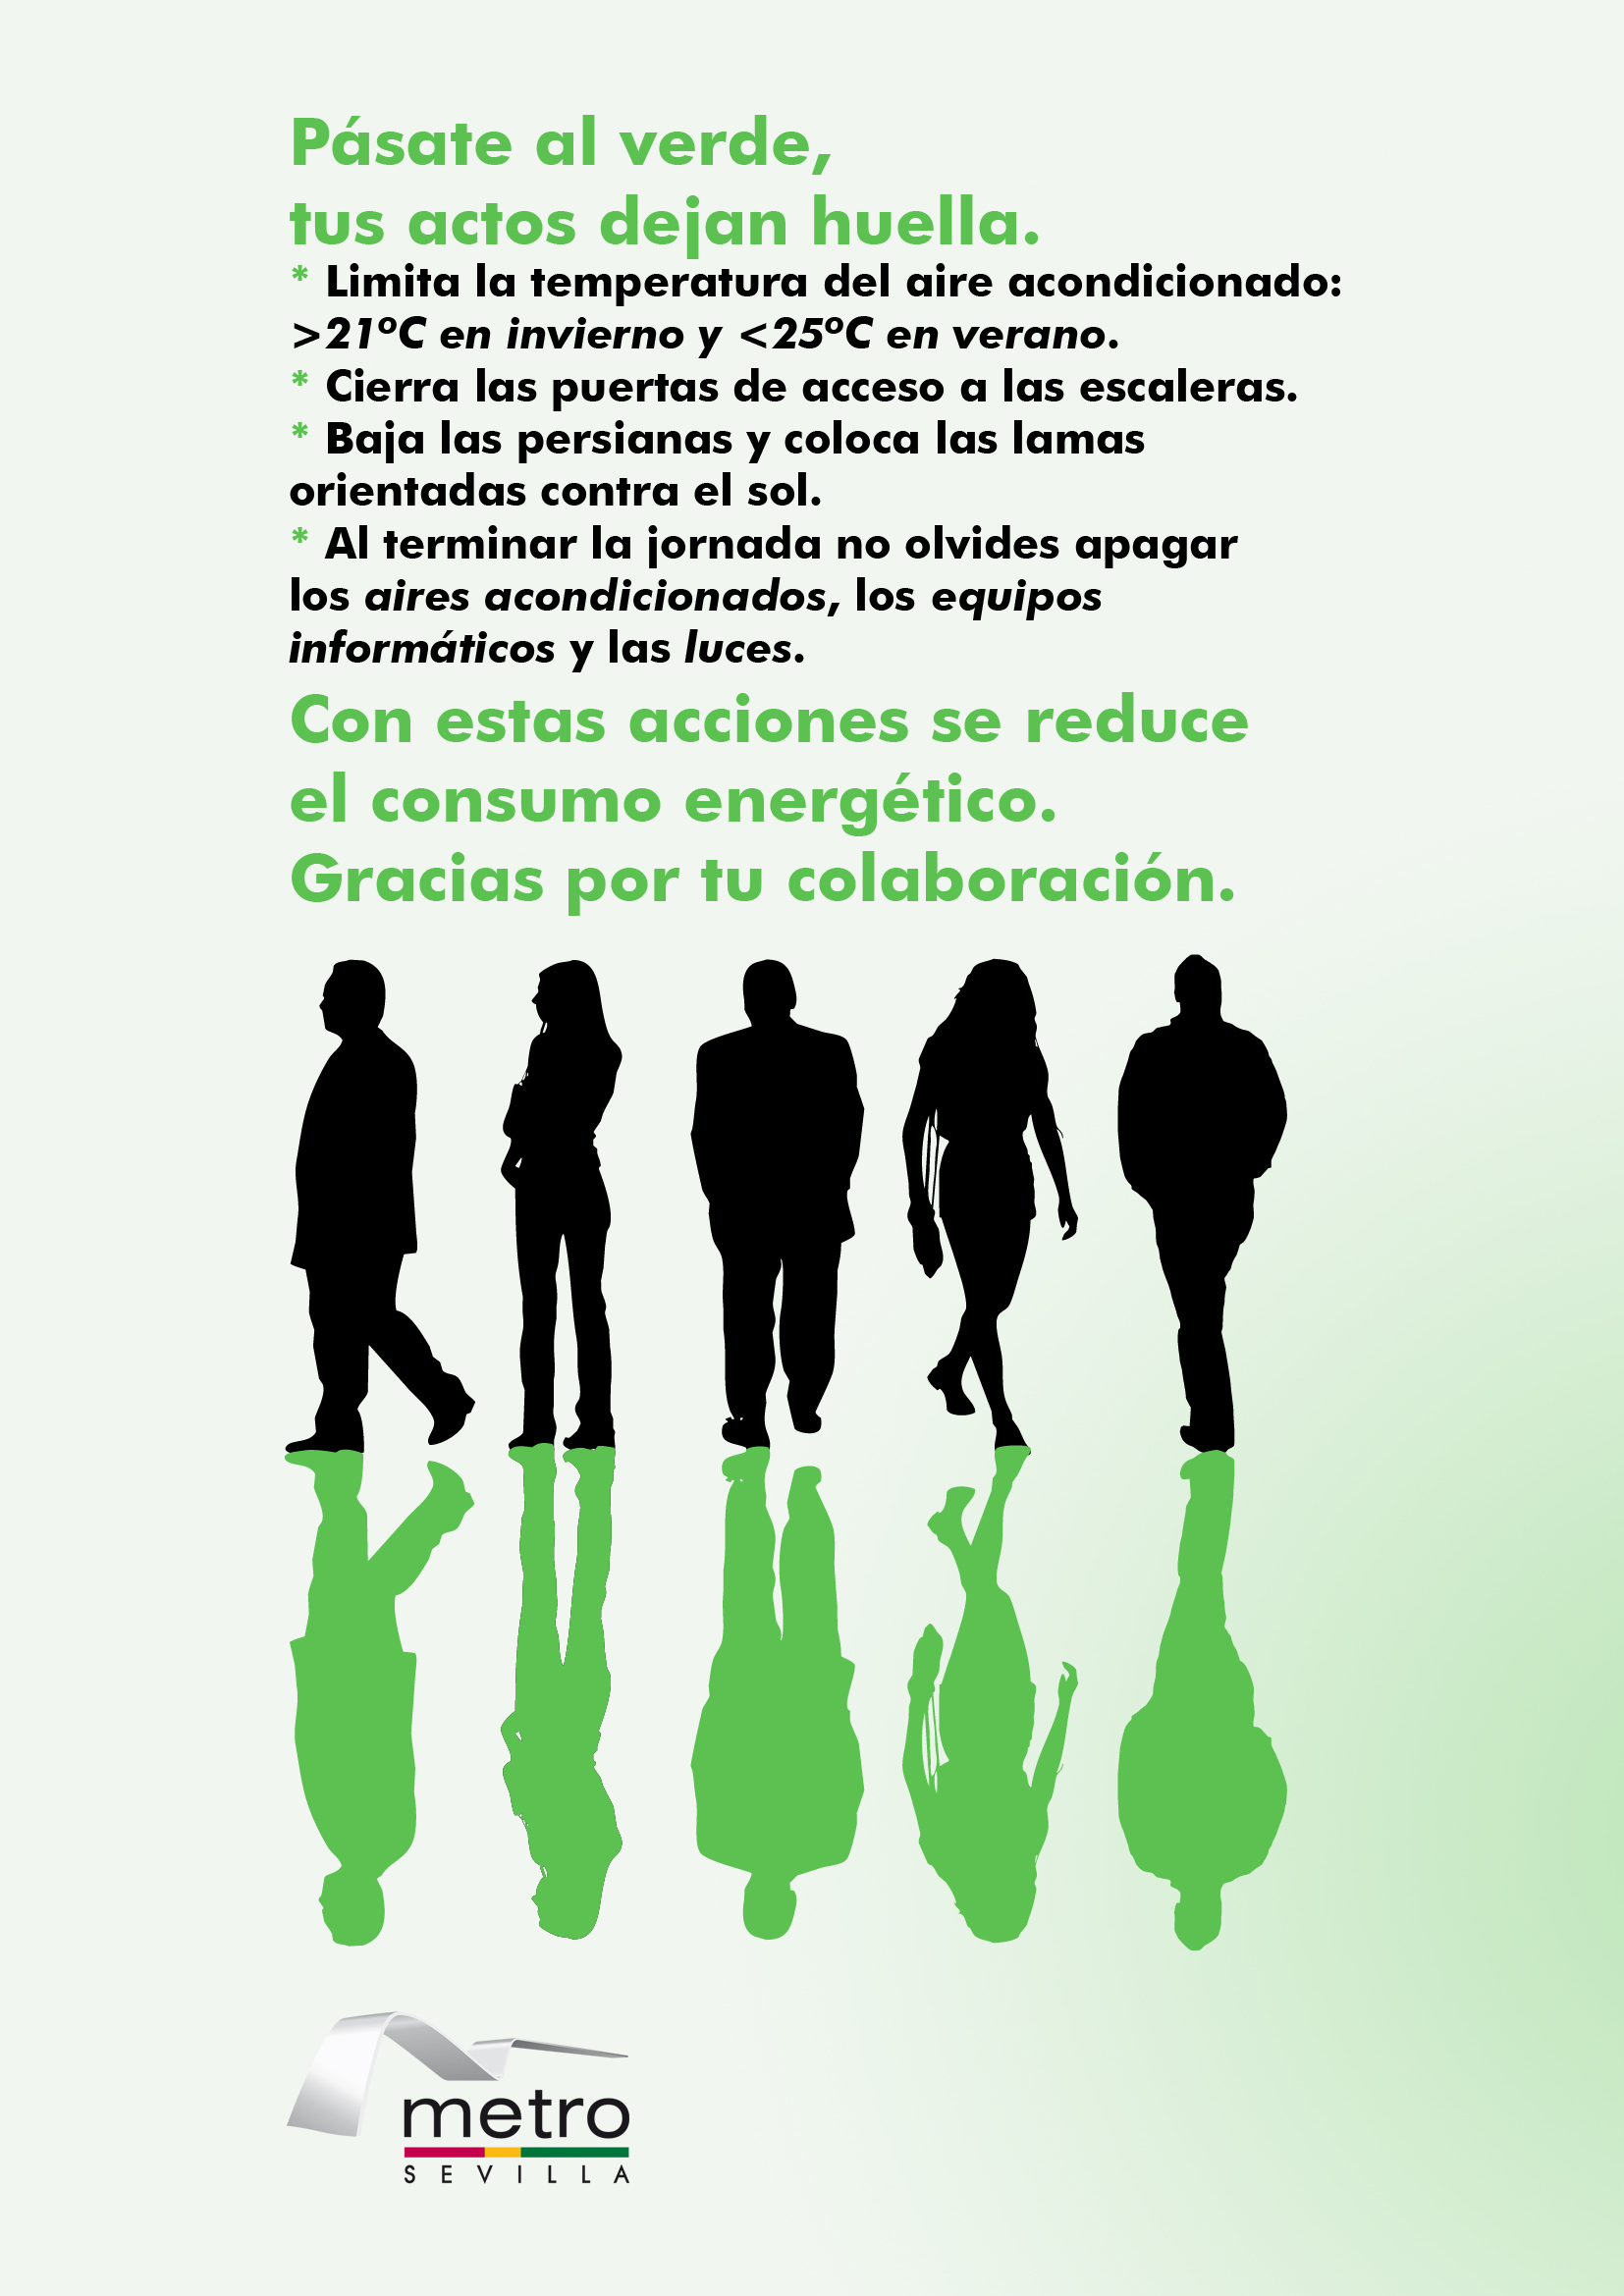 Pásate al verde,
tus actos dejan huella.
* Limita la temperatura del aire acondicionado:
>21ºC en invierno y <25ºC en verano.
* Cierra las puertas de acceso a las escaleras.
* Baja las persianas y coloca las lamas
orientadas contra el sol.
* Al terminar la jornada no olvides apagar
los aires acondicionados, los equipos
informáticos y las luces.
Con estas acciones se reduce
el consumo energético.
Gracias por tu colaboración.
metro
SEVILLA